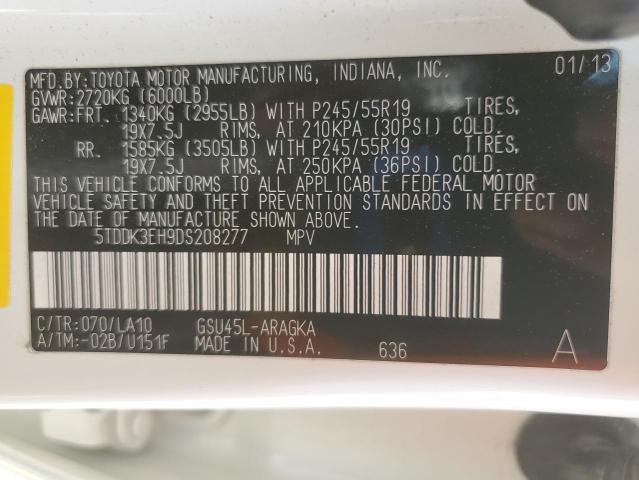 MFD.BY:TOYOTA MOTOR MANUFACTURING, INDIANA, INC. 01/13
GVWR:2720KG (6000LB)
GAWR:FRT. 1340KG (2955LB) WITH P245/55R19 TIRES,
19X7.5J RIMS, AT 210KPA (30PSI) COLD.
RR. 1585KG (3505LB) WITH P245/55R19 TIRES,
19X7.5J RIMS, AT 250KPA (36PSI) COLD.
THIS VEHICLE CONFORMS TO ALL APPLICABLE FEDERAL MOTOR
VEHICLE SAFETY AND THEFT PREVENTION STANDARDS IN EFFECT ON
THE DATE OF MANUFACTURE SHOWN ABOVE.
5TDDK3EH9DS208277 MPV
C/TR:070/LA10 GSU45L-ARAGKA
A/TM:-02B/U151F MADE IN U.S.A. 636 A